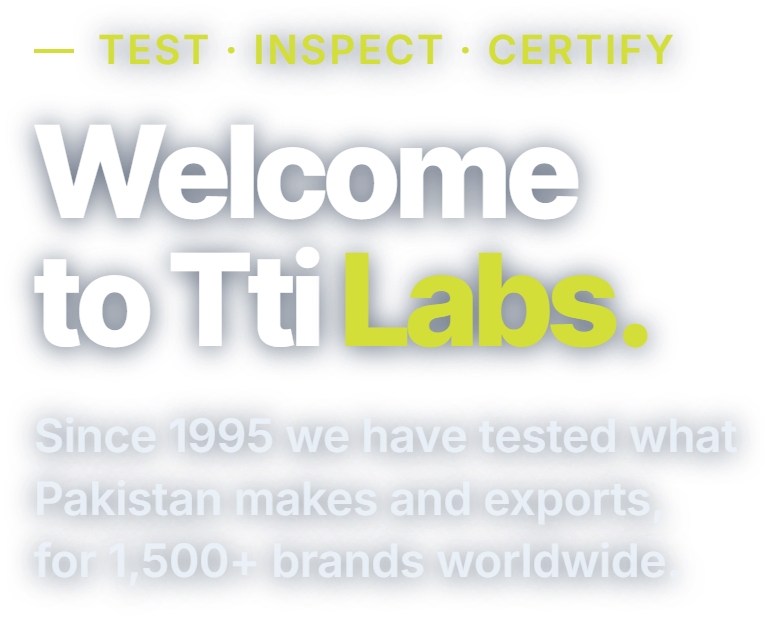 — TEST · INSPECT · CERTIFY
Welcome
to Tti Labs.
Since 1995 we have tested what
Pakistan makes and exports,
for 1,500+ brands worldwide.